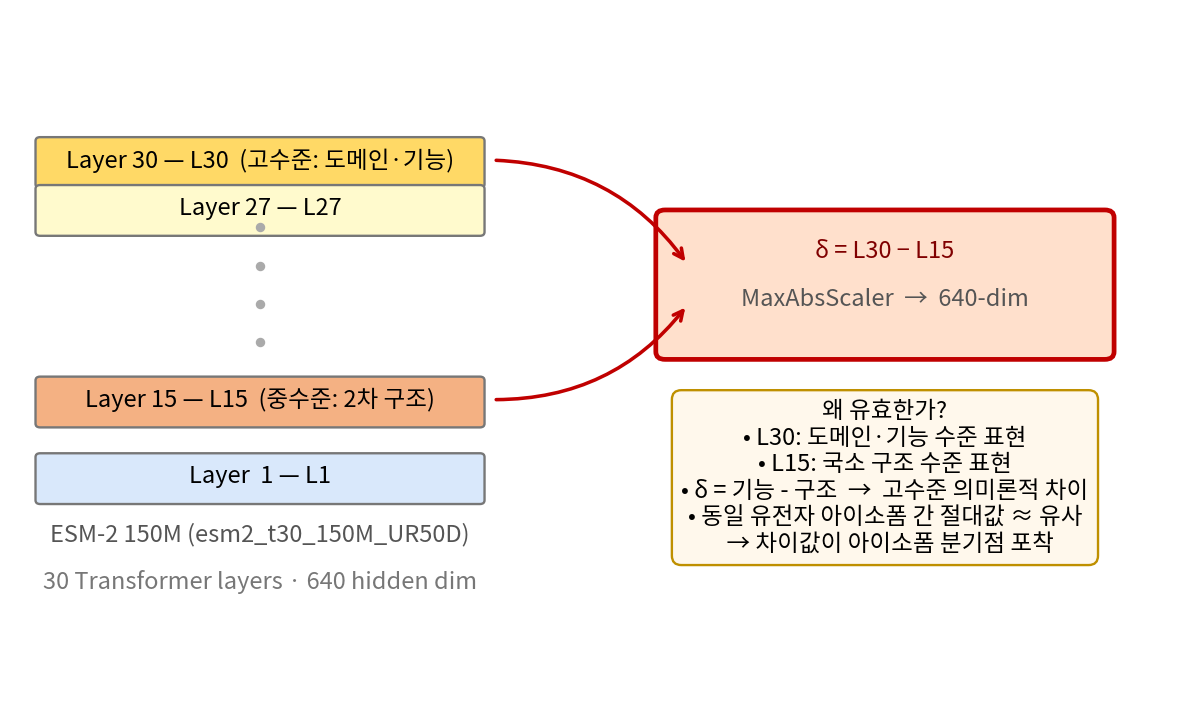 Layer 30 — L30 (고수준: 도메인·기능)
Layer 27 — L27
Layer 15 — L15 (중수준: 2차 구조)
Layer 1 — L1
ESM-2 150M (esm2_t30_150M_UR50D)
30 Transformer layers · 640 hidden dim
δ = L30 − L15
MaxAbsScaler → 640-dim
왜 유효한가?
• L30: 도메인·기능 수준 표현
• L15: 국소 구조 수준 표현
• δ = 기능 - 구조 → 고수준 의미론적 차이
• 동일 유전자 아이소폼 간 절대값 ≈ 유사
→ 차이값이 아이소폼 분기점 포착